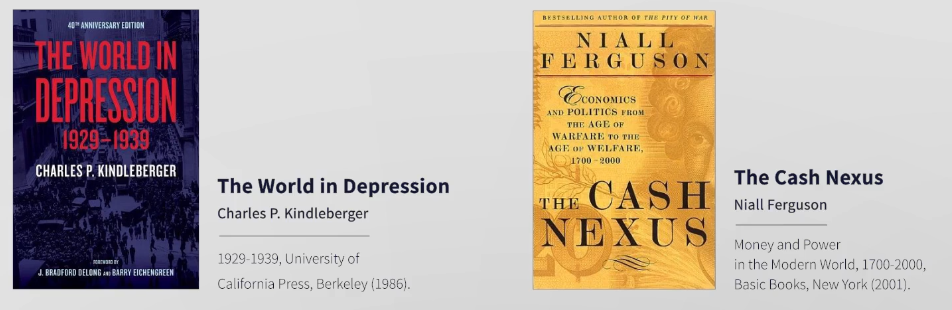 40TH ANNIVERSARY EDITION
THE WORLD IN
DEPRESSION
1929–1939
CHARLES P. KINDLEBERGER
FOREWORD BY
J. BRADFORD DELONG AND BARRY EICHENGREEN
The World in Depression
Charles P. Kindleberger
1929-1939, University of
California Press, Berkeley (1986).
BESTSELLING AUTHOR OF THE PITY OF WAR
NIALL
FERGUSON
ECONOMICS
AND POLITICS FROM
THE AGE OF
WARFARE TO THE
AGE OF WELFARE,
1700–2000
THE CASH
NEXUS
The Cash Nexus
Niall Ferguson
Money and Power
in the Modern World, 1700-2000,
Basic Books, New York (2001).